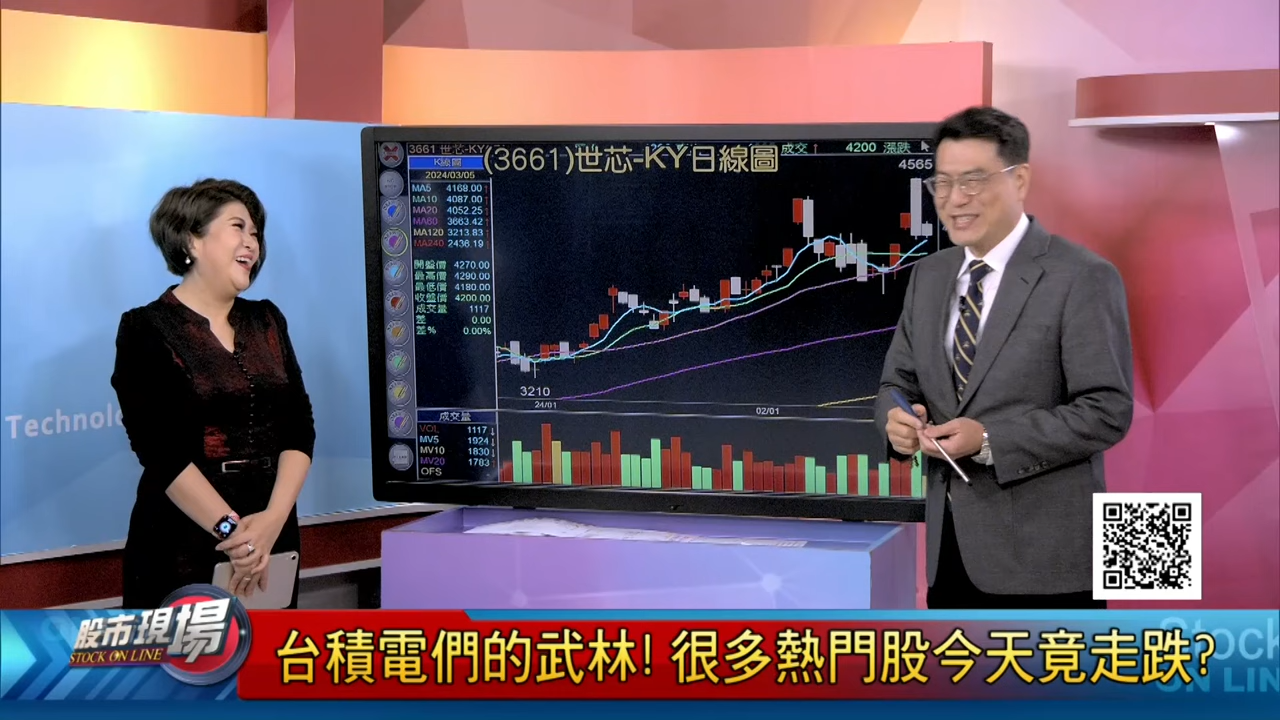 3661 世芯-KY
(3661)世芯-KY日線圖
成交
4200 漲跌
K線圖
2024/03/05
4565
MA5 4168.00↑
MA10 4087.00↑
MA20 4052.25↑
MA60 3663.42↑
MA120 3213.83↑
MA240 2436.19
開盤價 4270.00
最高價 4290.00
最低價 4180.00
收盤價 4200.00
成交量 1117
差 0.00
差% 0.00%
3210
24/01
02/01
成交量
VOL 1117↓
MV5 1924↓
MV10 1830↓
MV20 1783
OFS
Technolo
股市現場
STOCK ON LINE
台積電們的武林! 很多熱門股今天竟走跌?
Stock
ON LIN